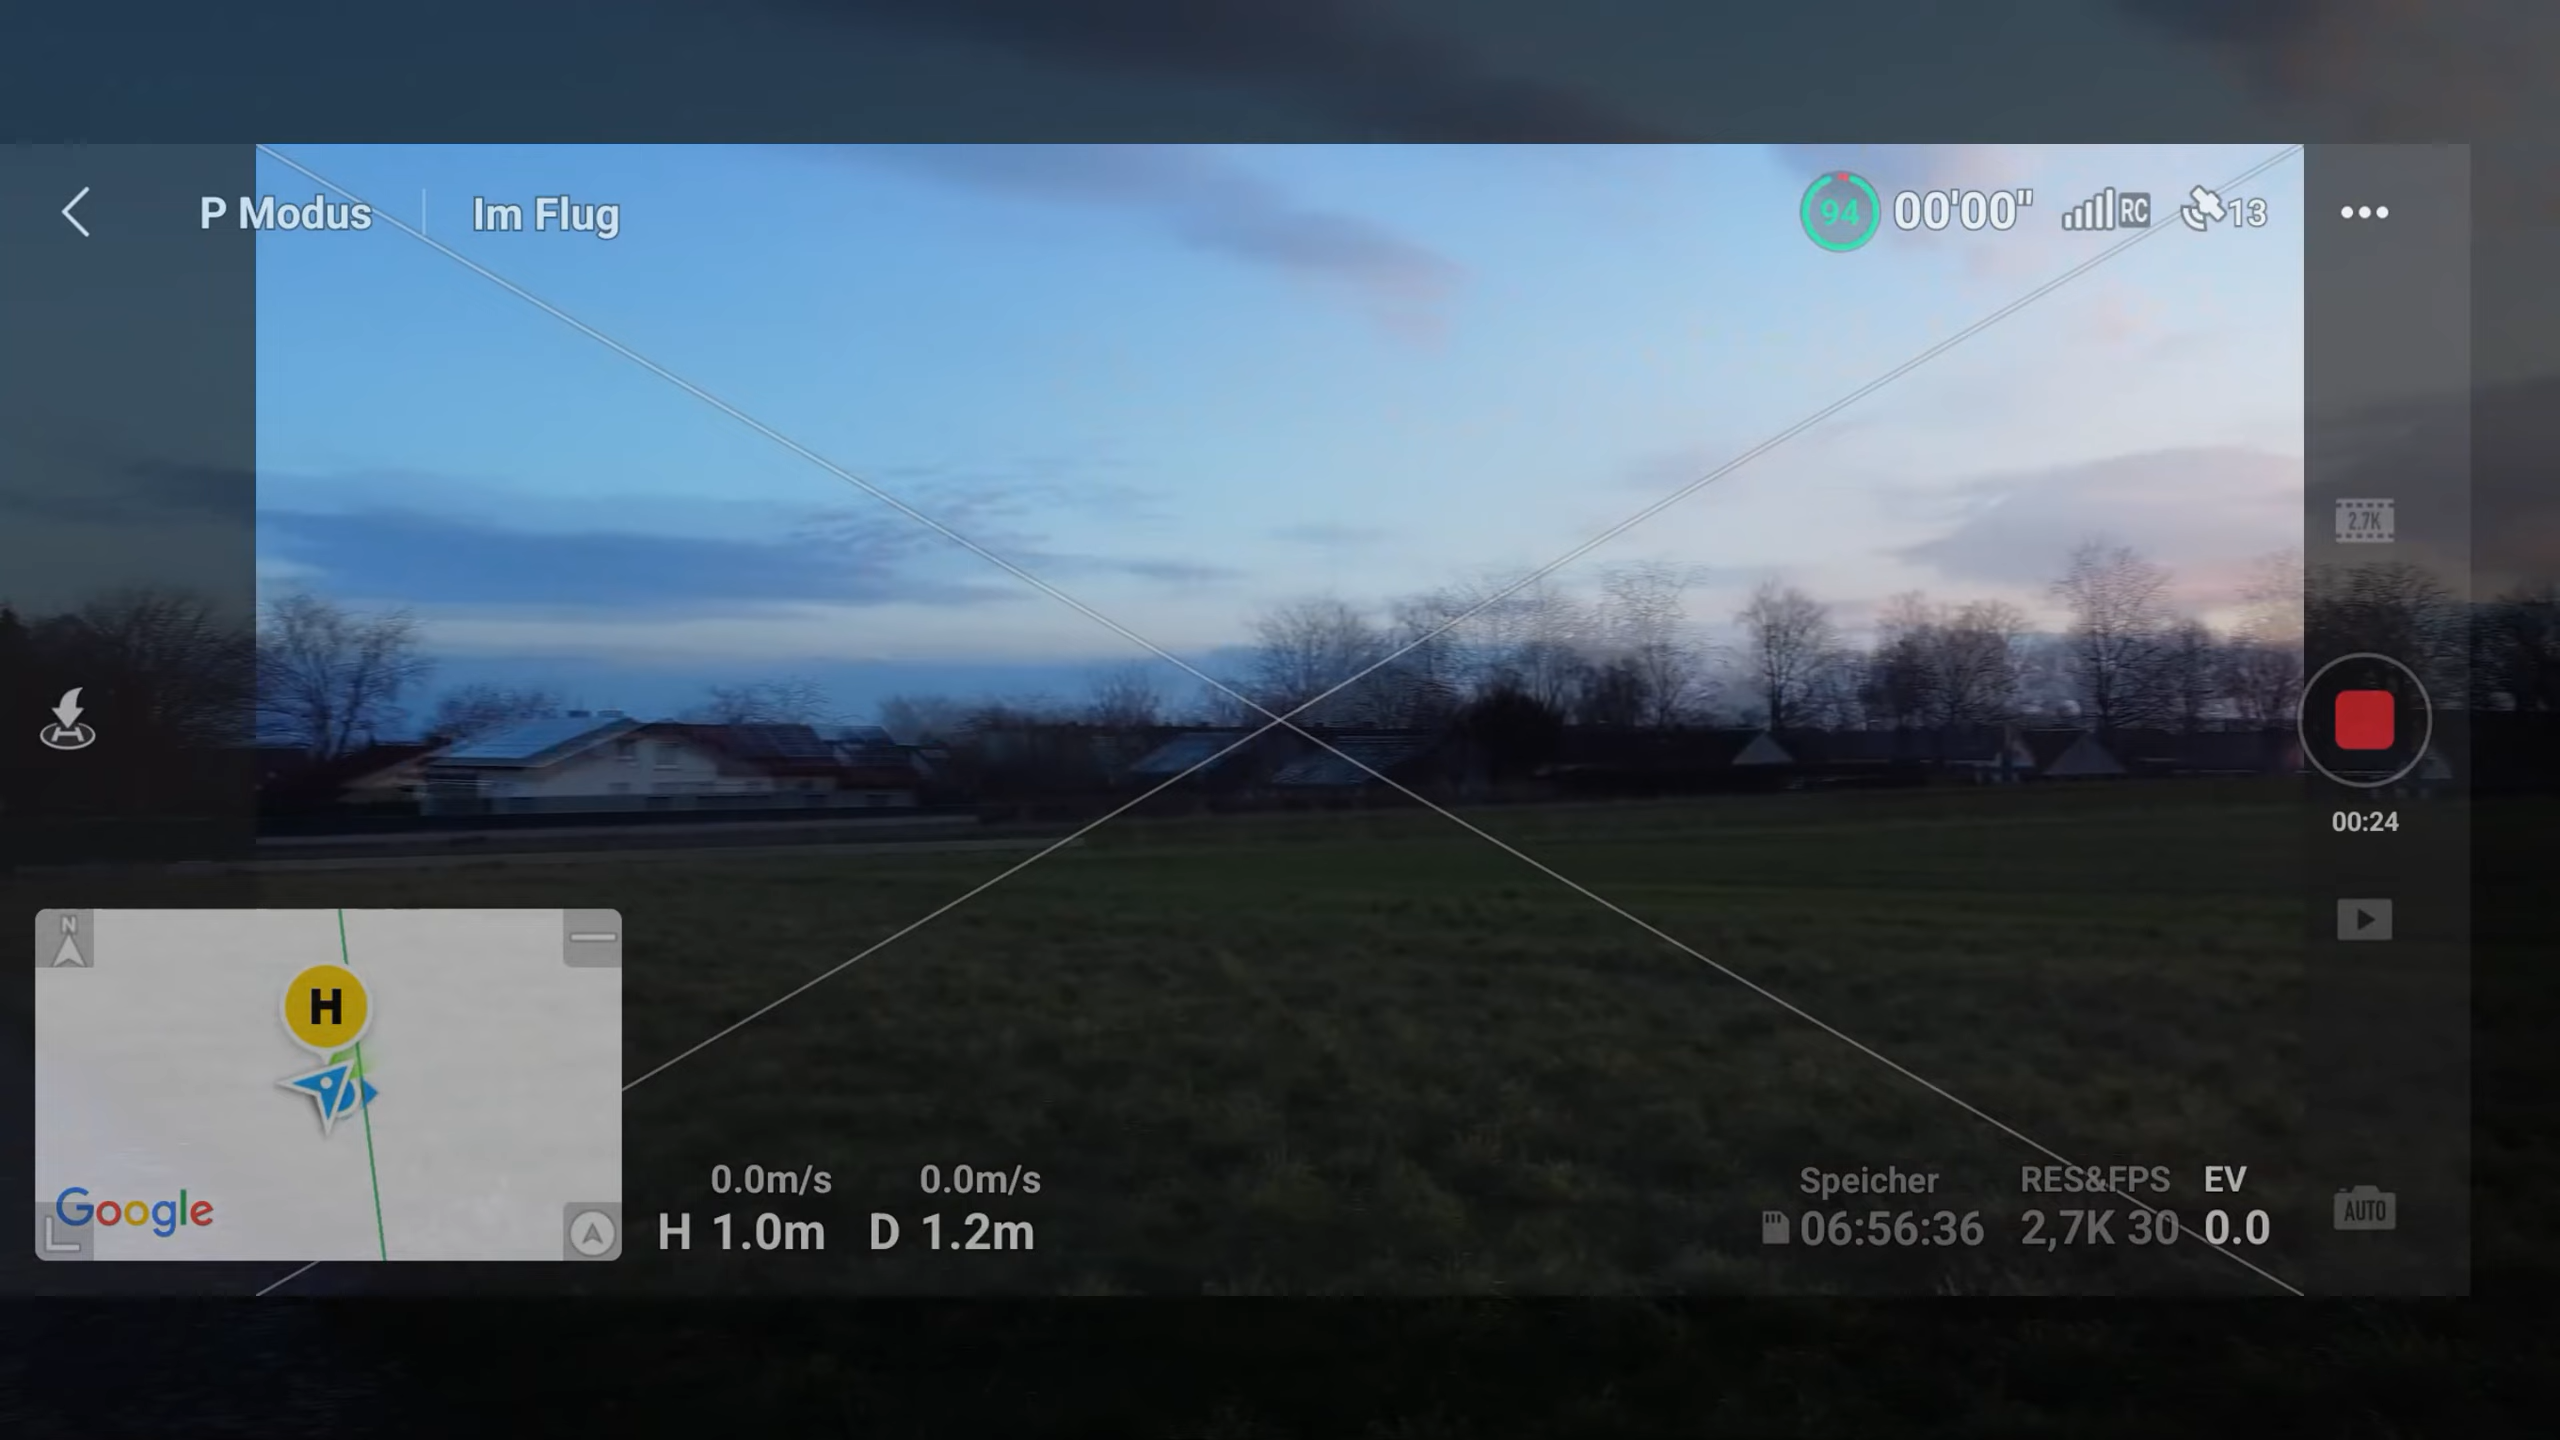 P Modus
Im Flug
94
00'00"
RC
13
2.7K
00:24
N
H
Google
0.0m/s
0.0m/s
H 1.0m
D 1.2m
Speicher
RES&FPS
EV
06:56:36
2,7K 30
0.0
AUTO